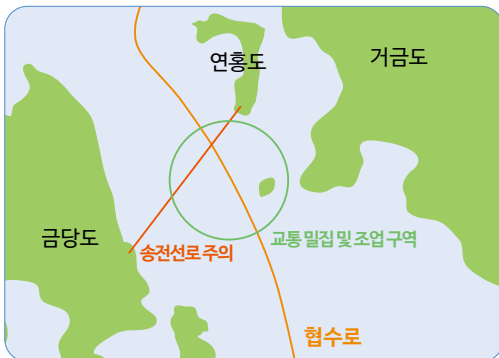 연홍도
거금도
금당도
송전선로 주의
교통 밀집 및 조업 구역
협수로